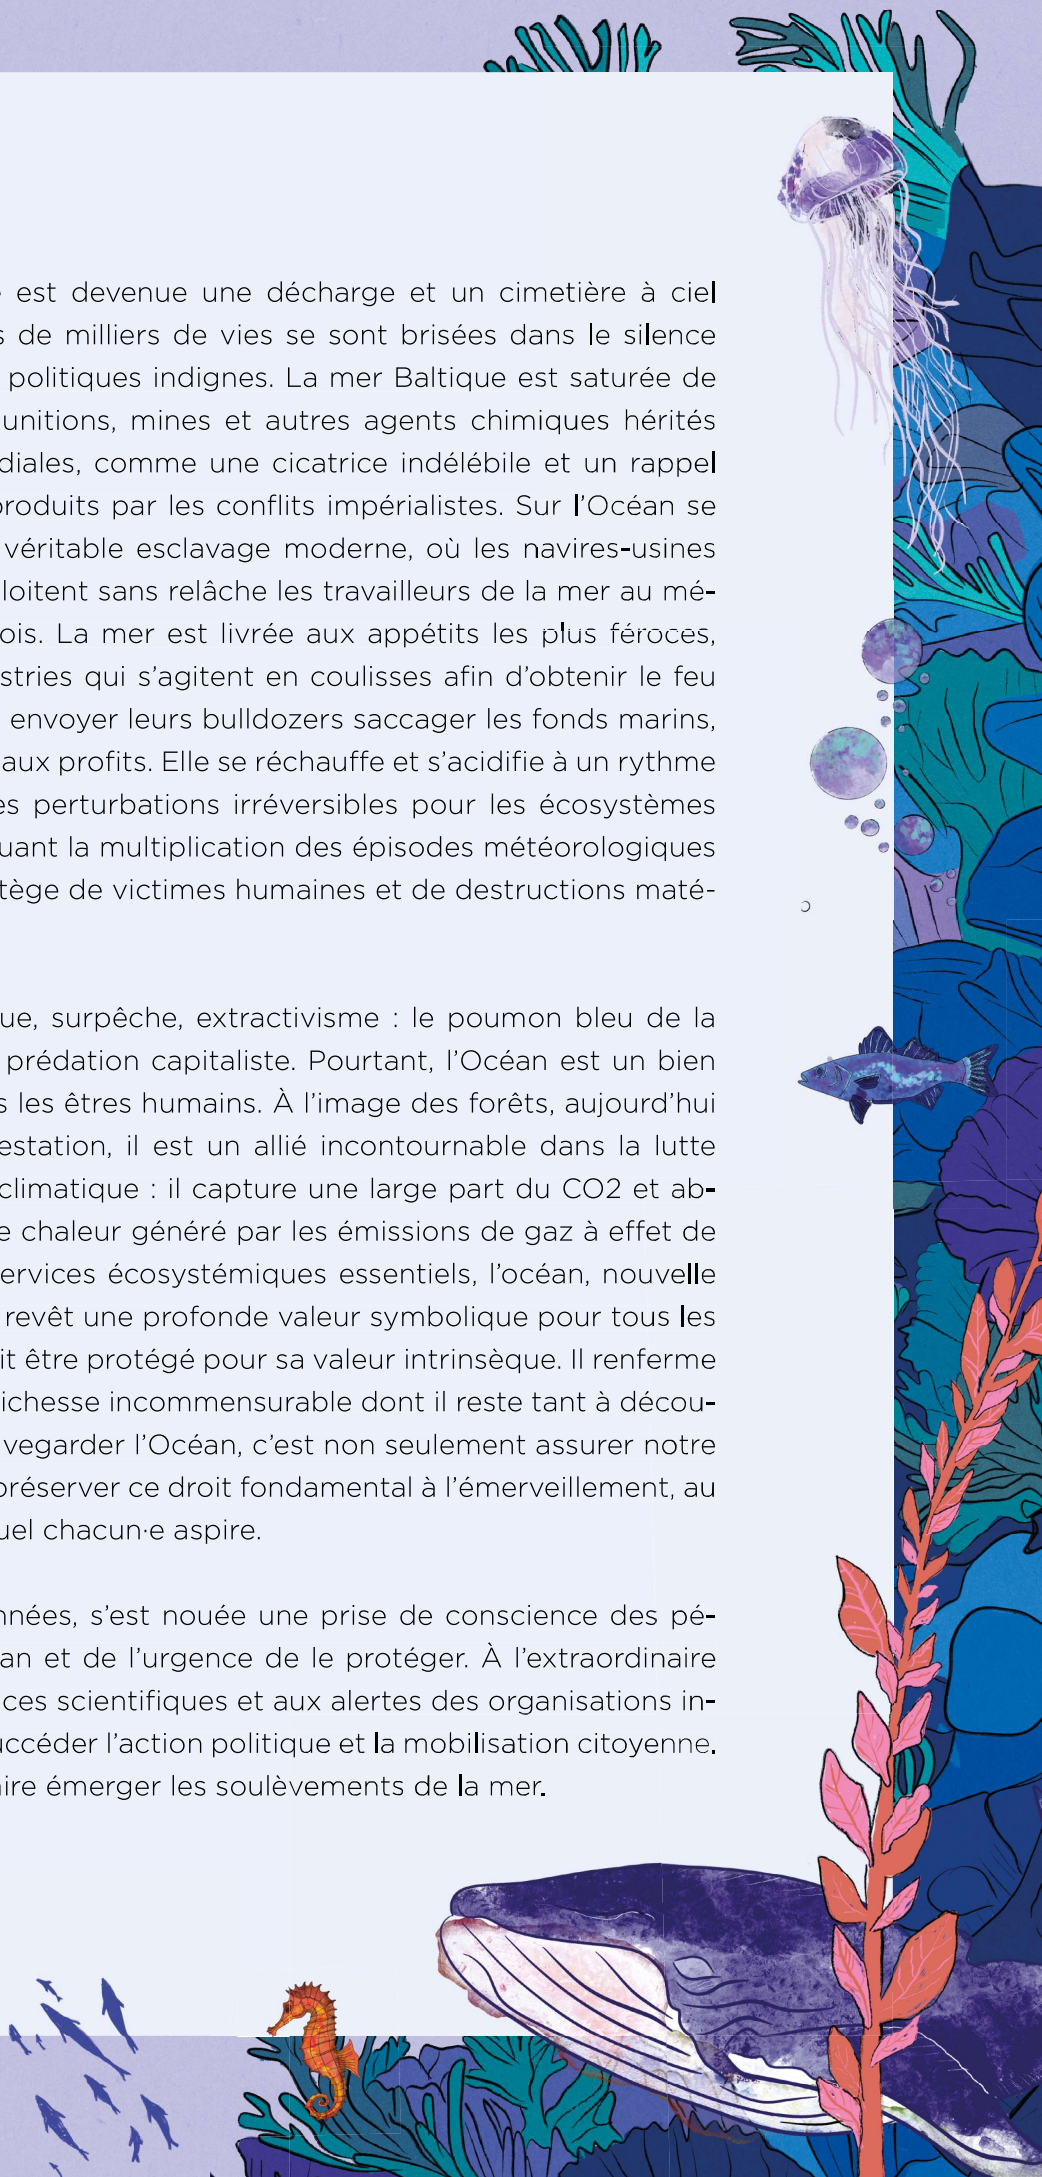 est devenue une décharge et un cimetière à ciel
s de milliers de vies se sont brisées dans le silence
politiques indignes. La mer Baltique est saturée de
unitions, mines et autres agents chimiques hérités
diales, comme une cicatrice indélébile et un rappel
produits par les conflits impérialistes. Sur l'Océan se
véritable esclavage moderne, où les navires-usines
loitent sans relâche les travailleurs de la mer au mé-
ois. La mer est livrée aux appétits les plus féroces,
stries qui s'agitent en coulisses afin d'obtenir le feu
envoyer leurs bulldozers saccager les fonds marins,
aux profits. Elle se réchauffe et s'acidifie à un rythme
es perturbations irréversibles pour les écosystèmes
uant la multiplication des épisodes météorologiques
tège de victimes humaines et de destructions maté-
ue, surpêche, extractivisme : le poumon bleu de la
prédation capitaliste. Pourtant, l'Océan est un bien
s les êtres humains. À l'image des forêts, aujourd'hui
estation, il est un allié incontournable dans la lutte
climatique : il capture une large part du CO2 et ab-
e chaleur généré par les émissions de gaz à effet de
ervices écosystémiques essentiels, l'océan, nouvelle
revêt une profonde valeur symbolique pour tous les
it être protégé pour sa valeur intrinsèque. Il renferme
ichesse incommensurable dont il reste tant à décou-
vegarder l'Océan, c'est non seulement assurer notre
préserver ce droit fondamental à l'émerveillement, au
uel chacun·e aspire.
nnées, s'est nouée une prise de conscience des pé-
an et de l'urgence de le protéger. À l'extraordinaire
ces scientifiques et aux alertes des organisations in-
uccéder l'action politique et la mobilisation citoyenne.
ire émerger les soulèvements de la mer.